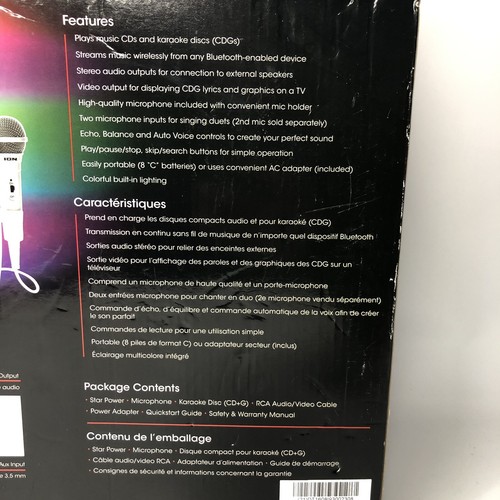 Features
Plays music CDs and karaoke discs (CDGs)
Streams music wirelessly from any Bluetooth-enabled device
Stereo audio outputs for connection to external speakers
Video output for displaying CDG lyrics and graphics on a TV
High-quality microphone included with convenient mic holder
Two microphone inputs for singing duets (2nd mic sold separately)
Echo, Balance and Auto Voice controls to create your perfect sound
Play/pause/stop, skip/search buttons for simple operation
Easily portable (8 "C" batteries) or uses convenient AC adapter (included)
Colorful built-in lighting
ION
Caractéristiques
Prend en charge les disques compacts audio et pour karaoké (CDG)
Transmission en continu sans fil de musique de n'importe quel dispositif Bluetooth
Sorties audio stéréo pour relier des enceintes externes
Sortie vidéo pour l'affichage des paroles et des graphiques des CDG sur un
téléviseur
Comprend un microphone de haute qualité et un porte-microphone
Deux entrées microphone pour chanter en duo (2e microphone vendu séparément)
Commande d'écho, d'équilibre et commande automatique de la voix afin de créer
le son parfait
Commandes de lecture pour une utilisation simple
Portable (8 piles de format C) ou adaptateur secteur (inclus)
Éclairage multicolore intégré
Output
audio
Package Contents
· Star Power · Microphone · Karaoke Disc (CD+G) · RCA Audio/Video Cable
· Power Adapter · Quickstart Guide · Safety & Warranty Manual
Contenu de l'emballage
· Star Power · Microphone · Disque compact pour karaoké (CD+G)
· Câble audio/vidéo RCA · Adaptateur d'alimentation · Guide de démarrage
· Consignes de sécurité et informations concernant la garantie
Aux Input
3,5 mm